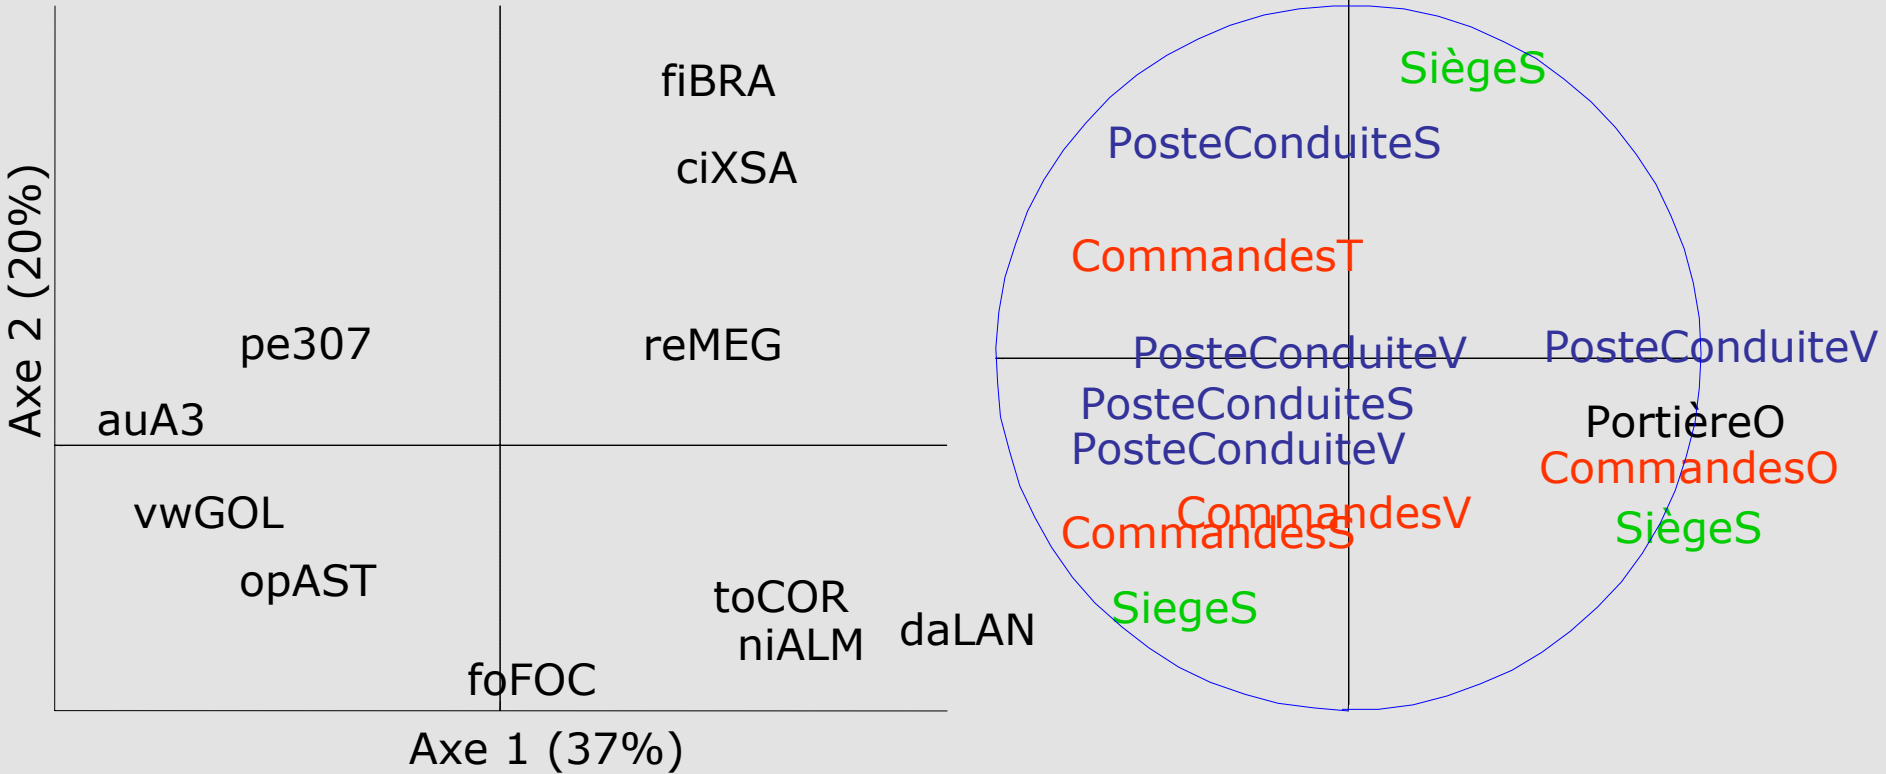 Axe 2 (20%)
fiBRA
ciXSA
pe307
reMEG
auA3
vwGOL
opAST
toCOR
niALM
daLAN
foFOC
Axe 1 (37%)
SiègeS
PosteConduiteS
CommandesT
PosteConduiteV
PosteConduiteV
PosteConduiteS
PortièreO
PosteConduiteV
CommandesO
CommandesV
CommandesS
SiègeS
SiegeS